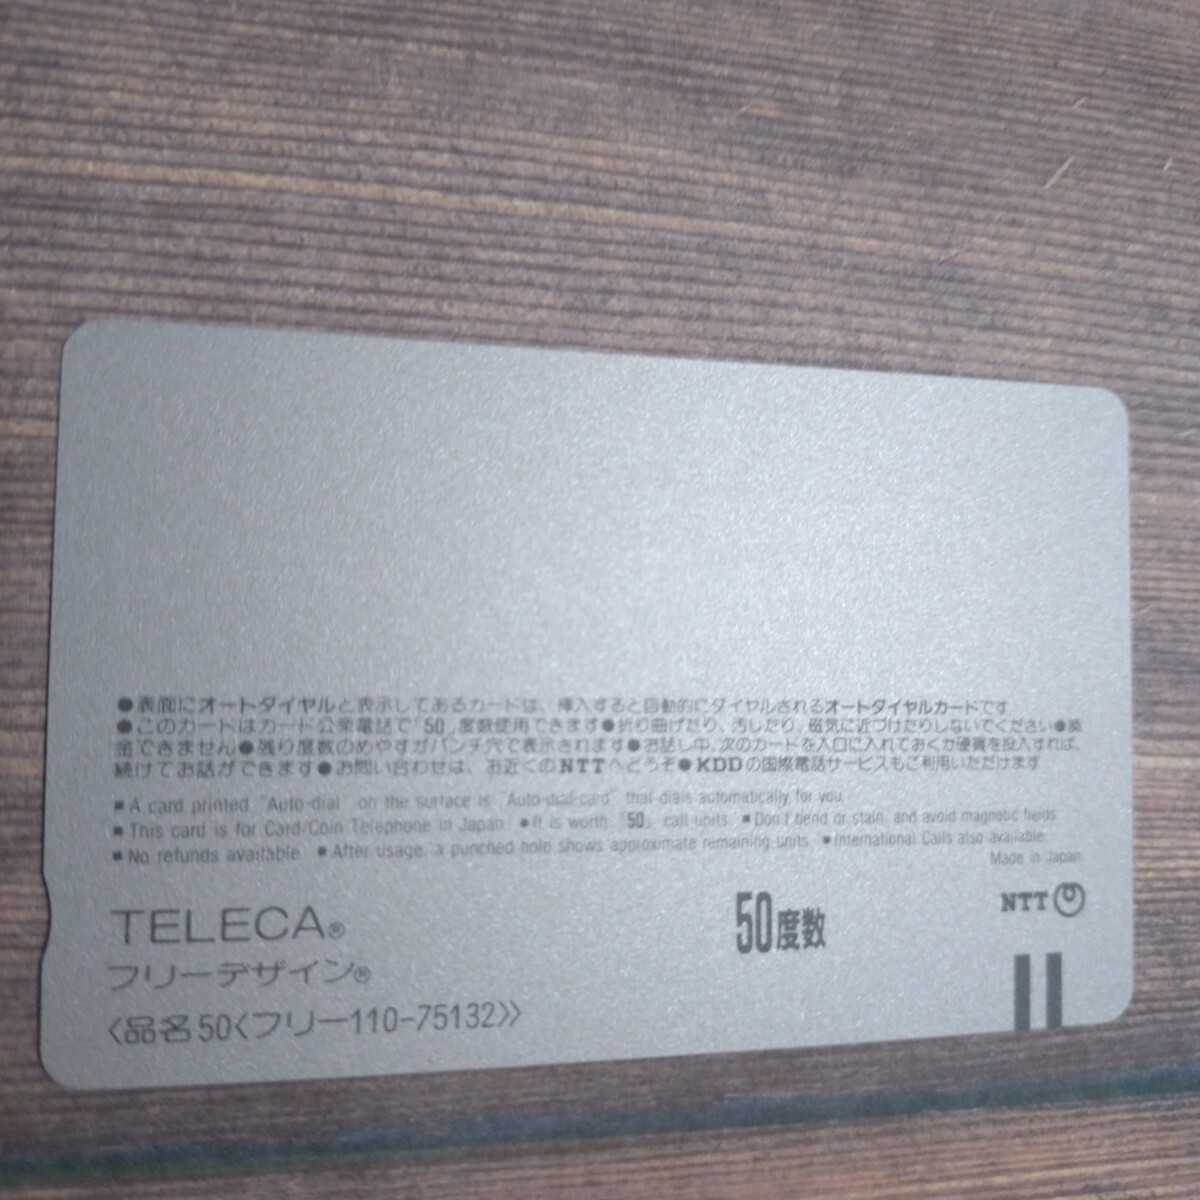 ●表面にオートダイヤルと表示してあるカードは、挿入すると自動的にダイヤルされるオートダイヤルカードです
●このカードはカード公衆電話で「50」度数使用できます●折り曲げたり、汚したり、磁気に近づけたりしないでください●換
金できません●残り度数のめやすがパンチ穴で表示されます●お話し中、次のカードを入口に入れておくか硬貨を投入すれば、
続けてお話ができます●お問い合わせは、お近くのNTTへどうぞ●KDDの国際電話サービスもご利用いただけます
■A card printed "Auto-dial" on the surface is "Auto-dial-card" that dials automatically for you.
■This card is for Card/Coin Telephone in Japan ■It is worth「50」call units ■Don't bend or stain, and avoid magnetic fields
■No refunds available ■After usage, a punched hole shows approximate remaining units ■International Calls also available
Made in Japan
TELECA®
フリーデザイン®
50度数
NTT
〈品名50〈フリー110-75132〉〉